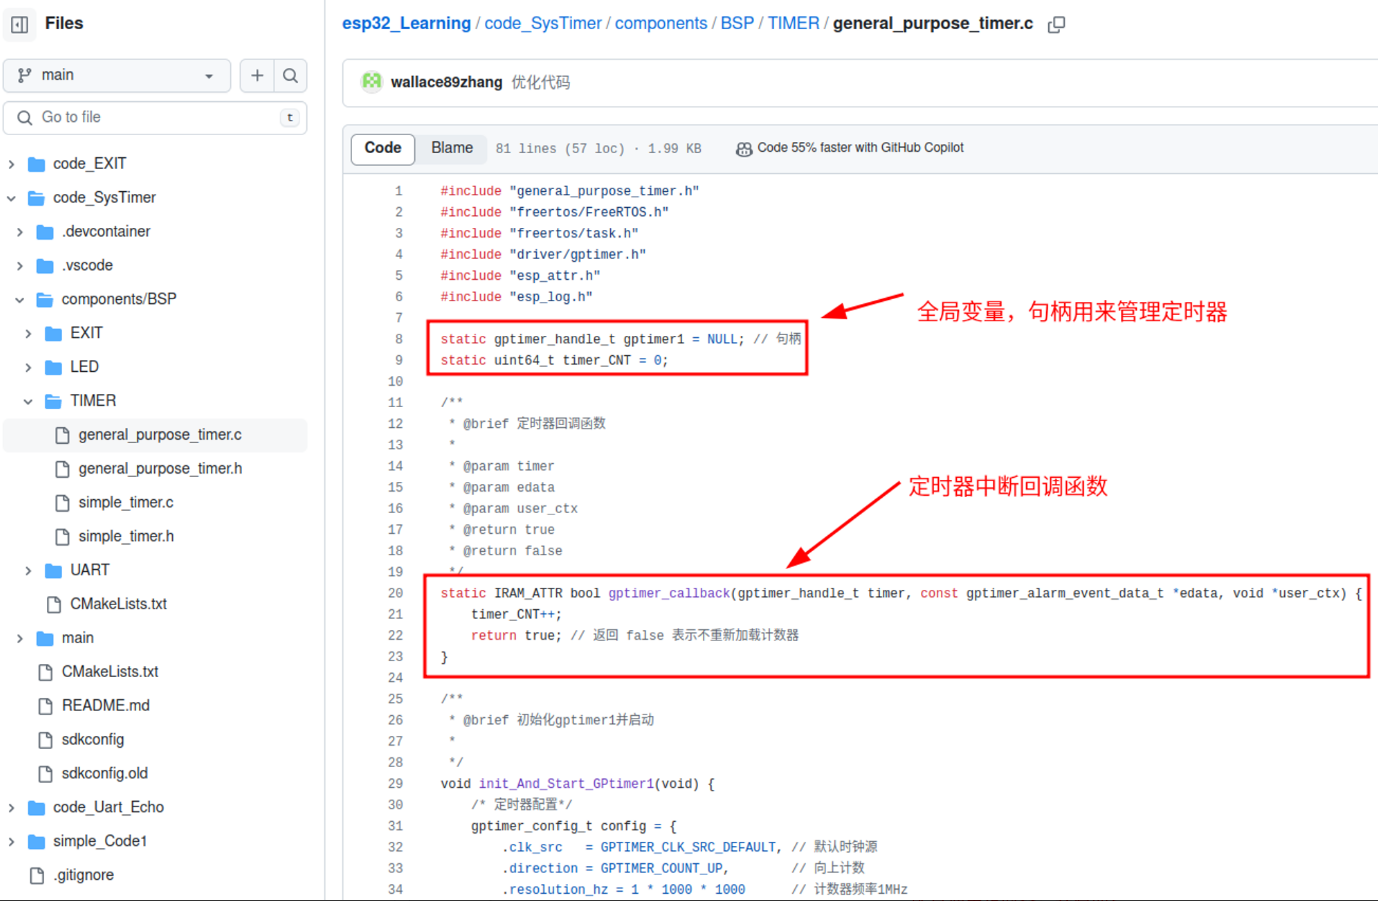 Files
main
Go to file
t
code_EXIT
code_SysTimer
.devcontainer
.vscode
components/BSP
EXIT
LED
TIMER
general_purpose_timer.c
general_purpose_timer.h
simple_timer.c
simple_timer.h
UART
CMakeLists.txt
main
CMakeLists.txt
README.md
sdkconfig
sdkconfig.old
code_Uart_Echo
simple_Code1
.gitignore
esp32_Learning / code_SysTimer / components / BSP / TIMER / general_purpose_timer.c
wallace89zhang 优化代码
Code Blame 81 lines (57 loc) · 1.99 KB Code 55% faster with GitHub Copilot
1 #include "general_purpose_timer.h"
2 #include "freertos/FreeRTOS.h"
3 #include "freertos/task.h"
4 #include "driver/gptimer.h"
5 #include "esp_attr.h"
6 #include "esp_log.h"
7
全局变量，句柄用来管理定时器
8 static gptimer_handle_t gptimer1 = NULL; // 句柄
9 static uint64_t timer_CNT = 0;
10
11 /**
12 * @brief 定时器回调函数
13 *
14 * @param timer
15 * @param edata
定时器中断回调函数
16 * @param user_ctx
17 * @return true
18 * @return false
19 */
20 static IRAM_ATTR bool gptimer_callback(gptimer_handle_t timer, const gptimer_alarm_event_data_t *edata, void *user_ctx) {
21 timer_CNT++;
22 return true; // 返回 false 表示不重新加载计数器
23 }
24
25 /**
26 * @brief 初始化gptimer1并启动
27 *
28 */
29 void init_And_Start_GPtimer1(void) {
30 /* 定时器配置*/
31 gptimer_config_t config = {
32 .clk_src = GPTIMER_CLK_SRC_DEFAULT, // 默认时钟源
33 .direction = GPTIMER_COUNT_UP, // 向上计数
34 .resolution_hz = 1 * 1000 * 1000 // 计数器频率1MHz